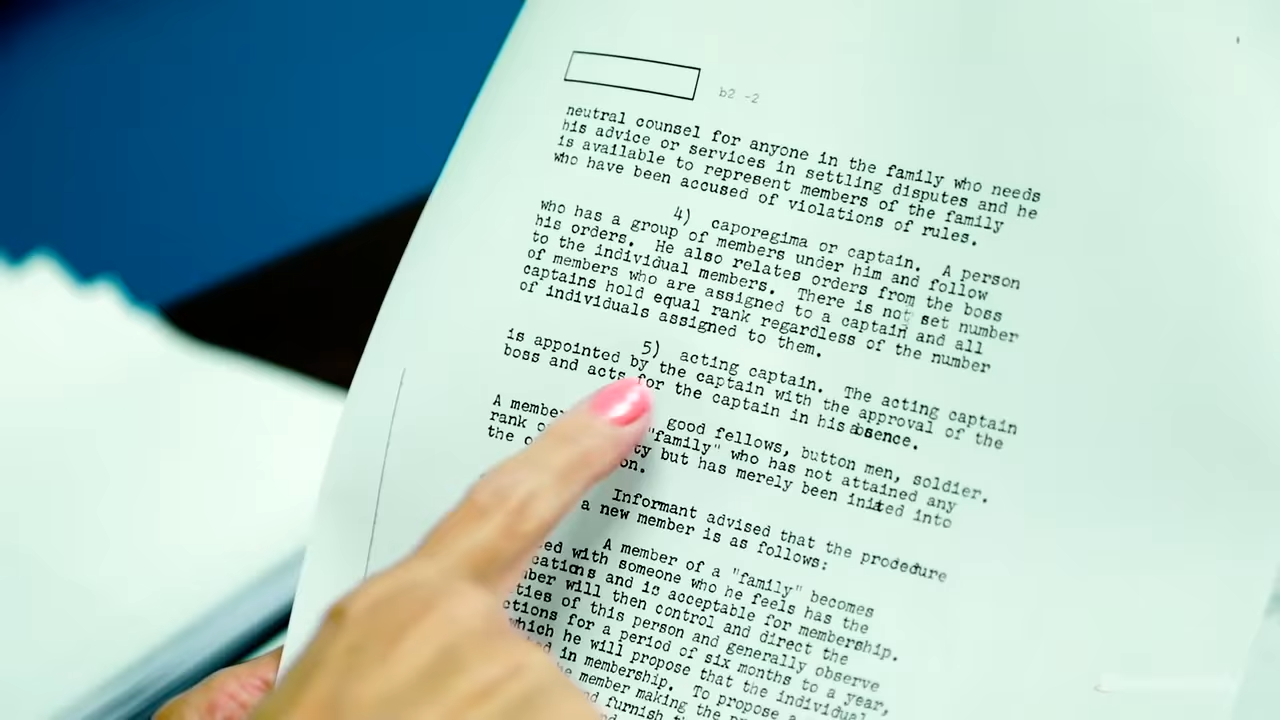 b2 -2
neutral counsel for anyone in the family who needs
his advice or services in settling disputes and he
is available to represent members of the family
who have been accused of violations of rules.
4) caporegima or captain. A person
who has a group of members under him and follow
his orders. He also relates orders from the boss
to the individual members. There is not set number
of members who are assigned to a captain and all
captains hold equal rank regardless of the number
of individuals assigned to them.
5) acting captain. The acting captain
is appointed by the captain with the approval of the
boss and acts for the captain in his absence.
good fellows, button men, soldier.
A member "family" who has not attained any
rank but has merely been inited into
the
Informant advised that the procedure
a new member is as follows:
A member of a "family" becomes
with someone who he feels has the
and is acceptable for membership.
will then control and direct the
of this person and generally observe
for a period of six months to a year,
which he will propose that the individual
in membership. To propose a
member making the
furnish